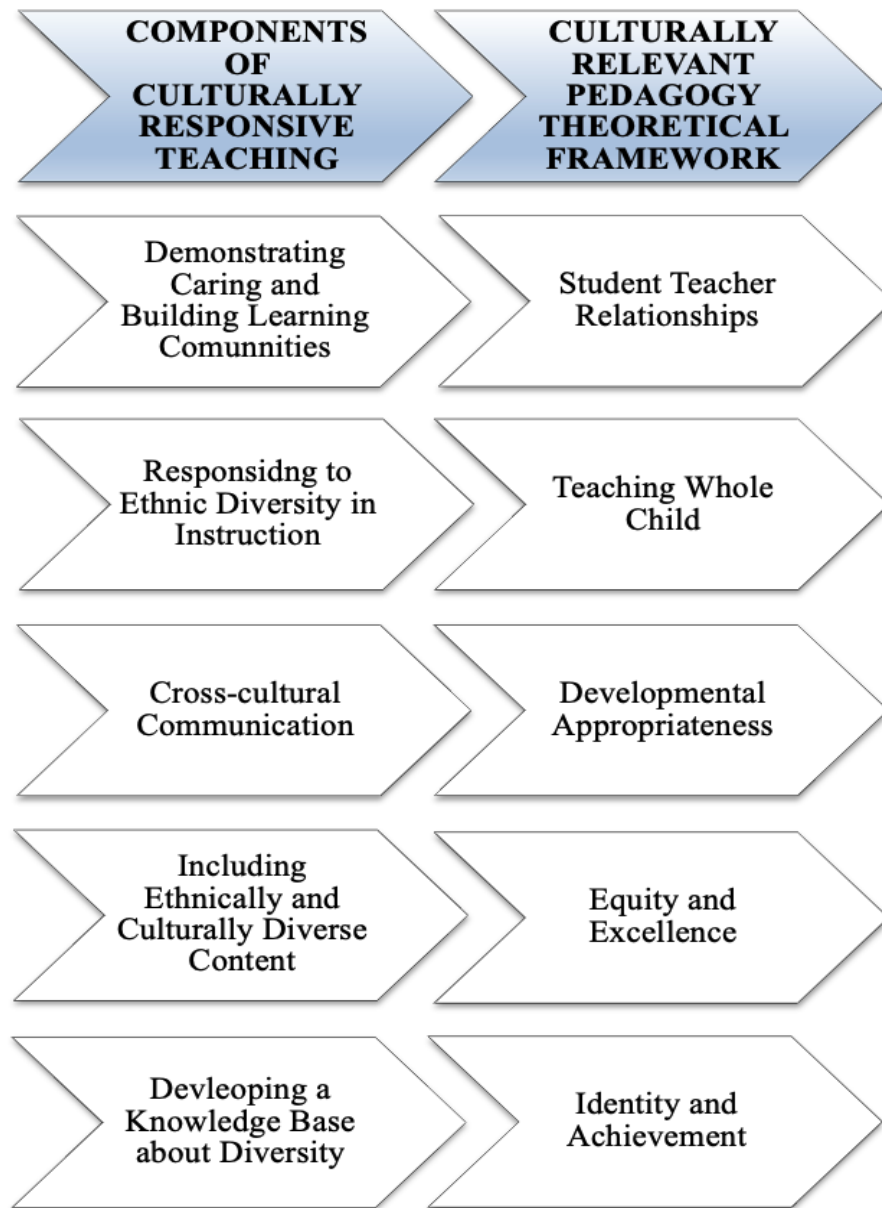 COMPONENTS
OF
CULTURALLY
RESPONSIVE
TEACHING
CULTURALLY
RELEVANT
PEDAGOGY
THEORETICAL
FRAMEWORK
Demonstrating
Caring and
Building Learning
Comunnities
Student Teacher
Relationships
Responsidng to
Ethnic Diversity in
Instruction
Teaching Whole
Child
Cross-cultural
Communication
Developmental
Appropriateness
Including
Ethnically and
Culturally Diverse
Content
Equity and
Excellence
Devleoping a
Knowledge Base
about Diversity
Identity and
Achievement